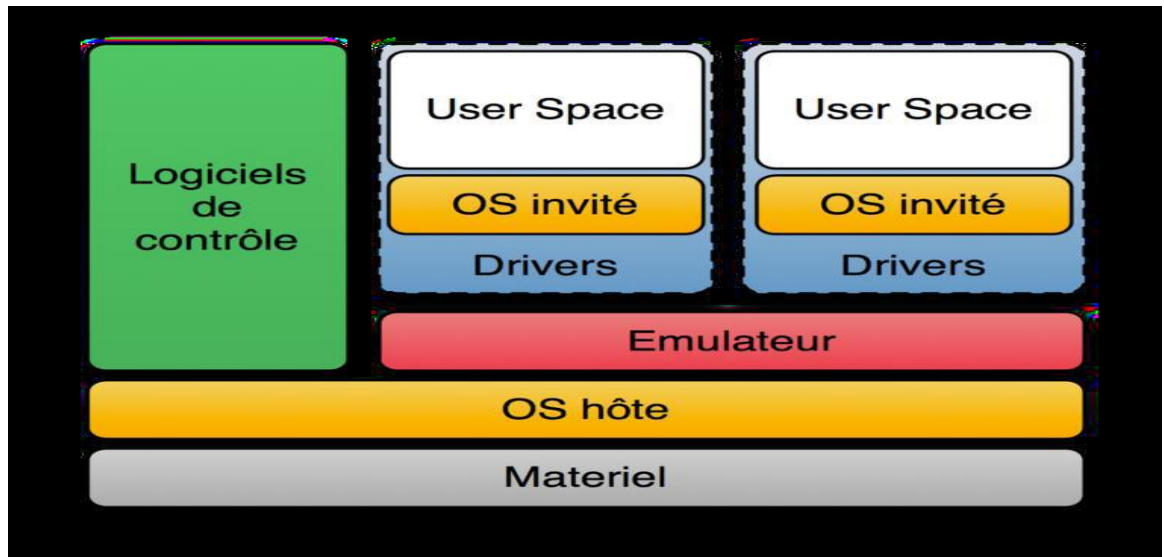 Logiciels
de
contrôle
User Space
OS invité
Drivers
User Space
OS invité
Drivers
Emulateur
OS hôte
Materiel